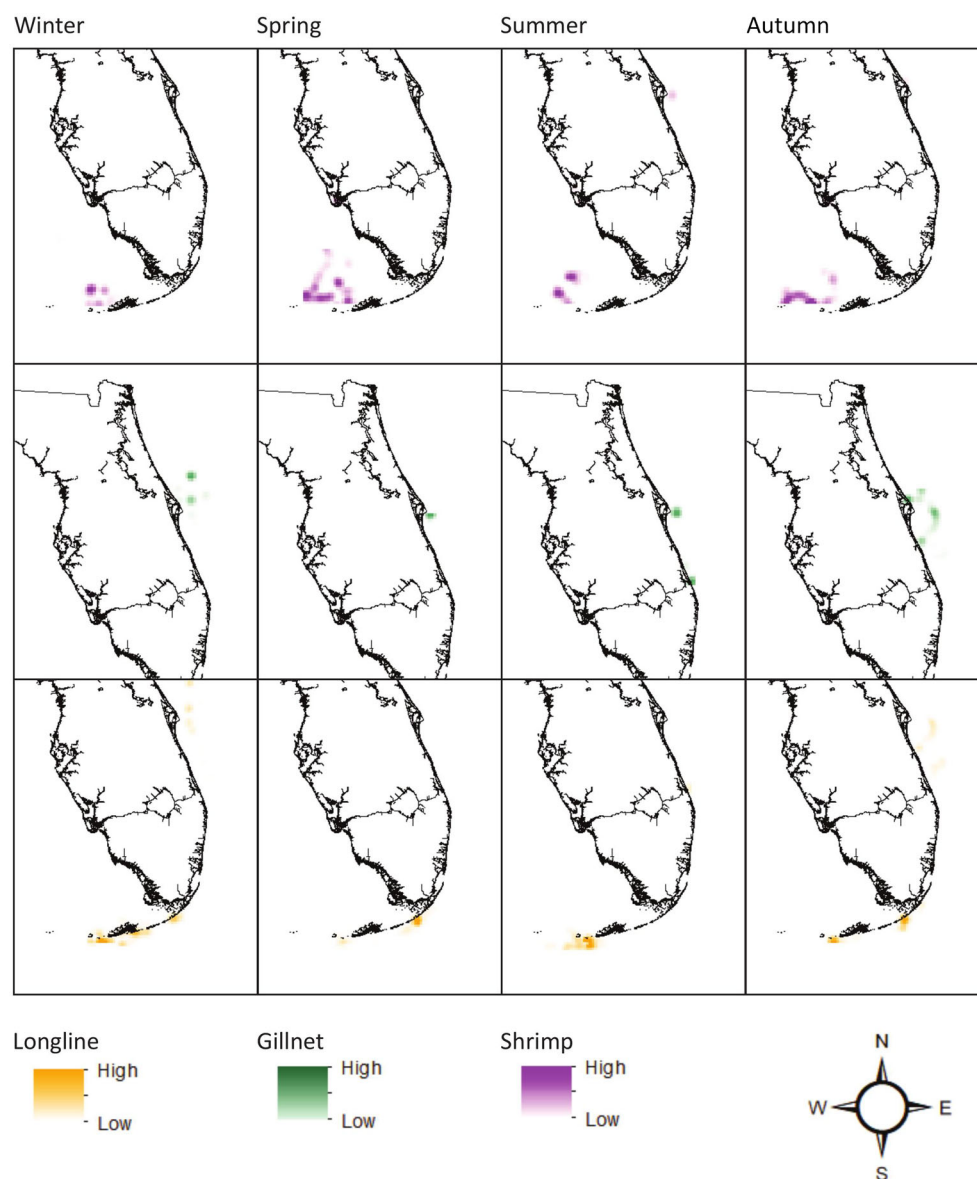 Winter Spring Summer Autumn
Longline Gillnet Shrimp
High High High
Low Low Low
N
W E
S